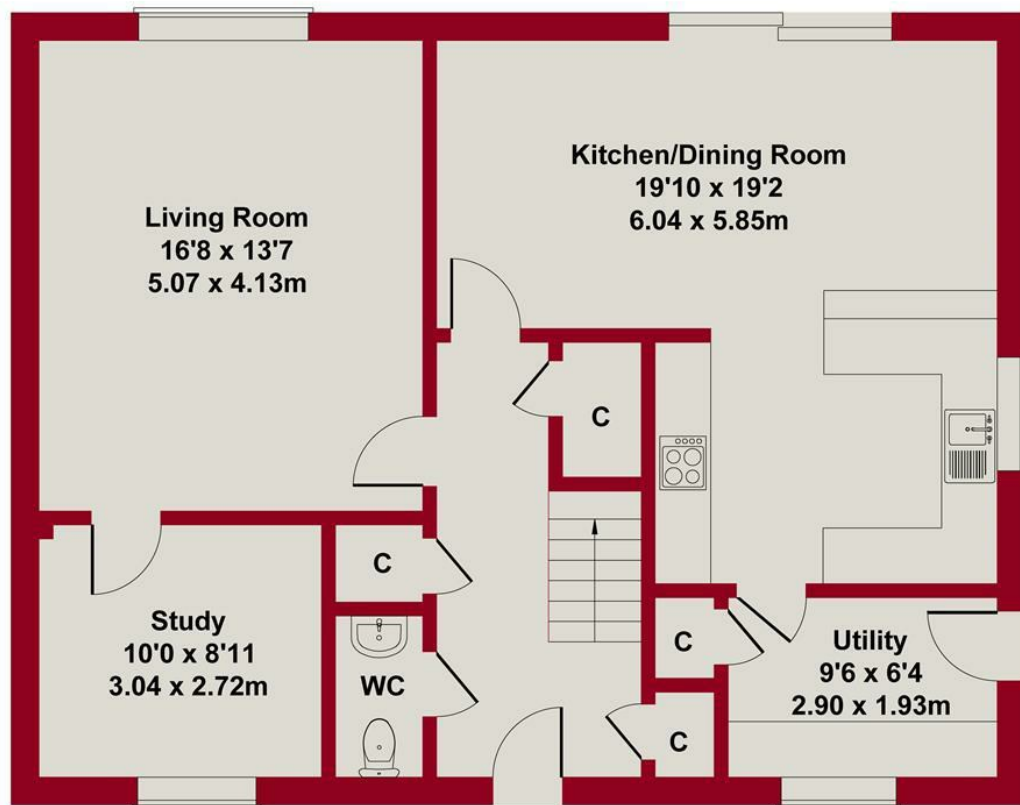 Kitchen/Dining Room
19'10 x 19'2
6.04 x 5.85m
Living Room
16'8 x 13'7
5.07 x 4.13m
C
C
Study
10'0 x 8'11
3.04 x 2.72m
WC
C
Utility
9'6 x 6'4
2.90 x 1.93m
C